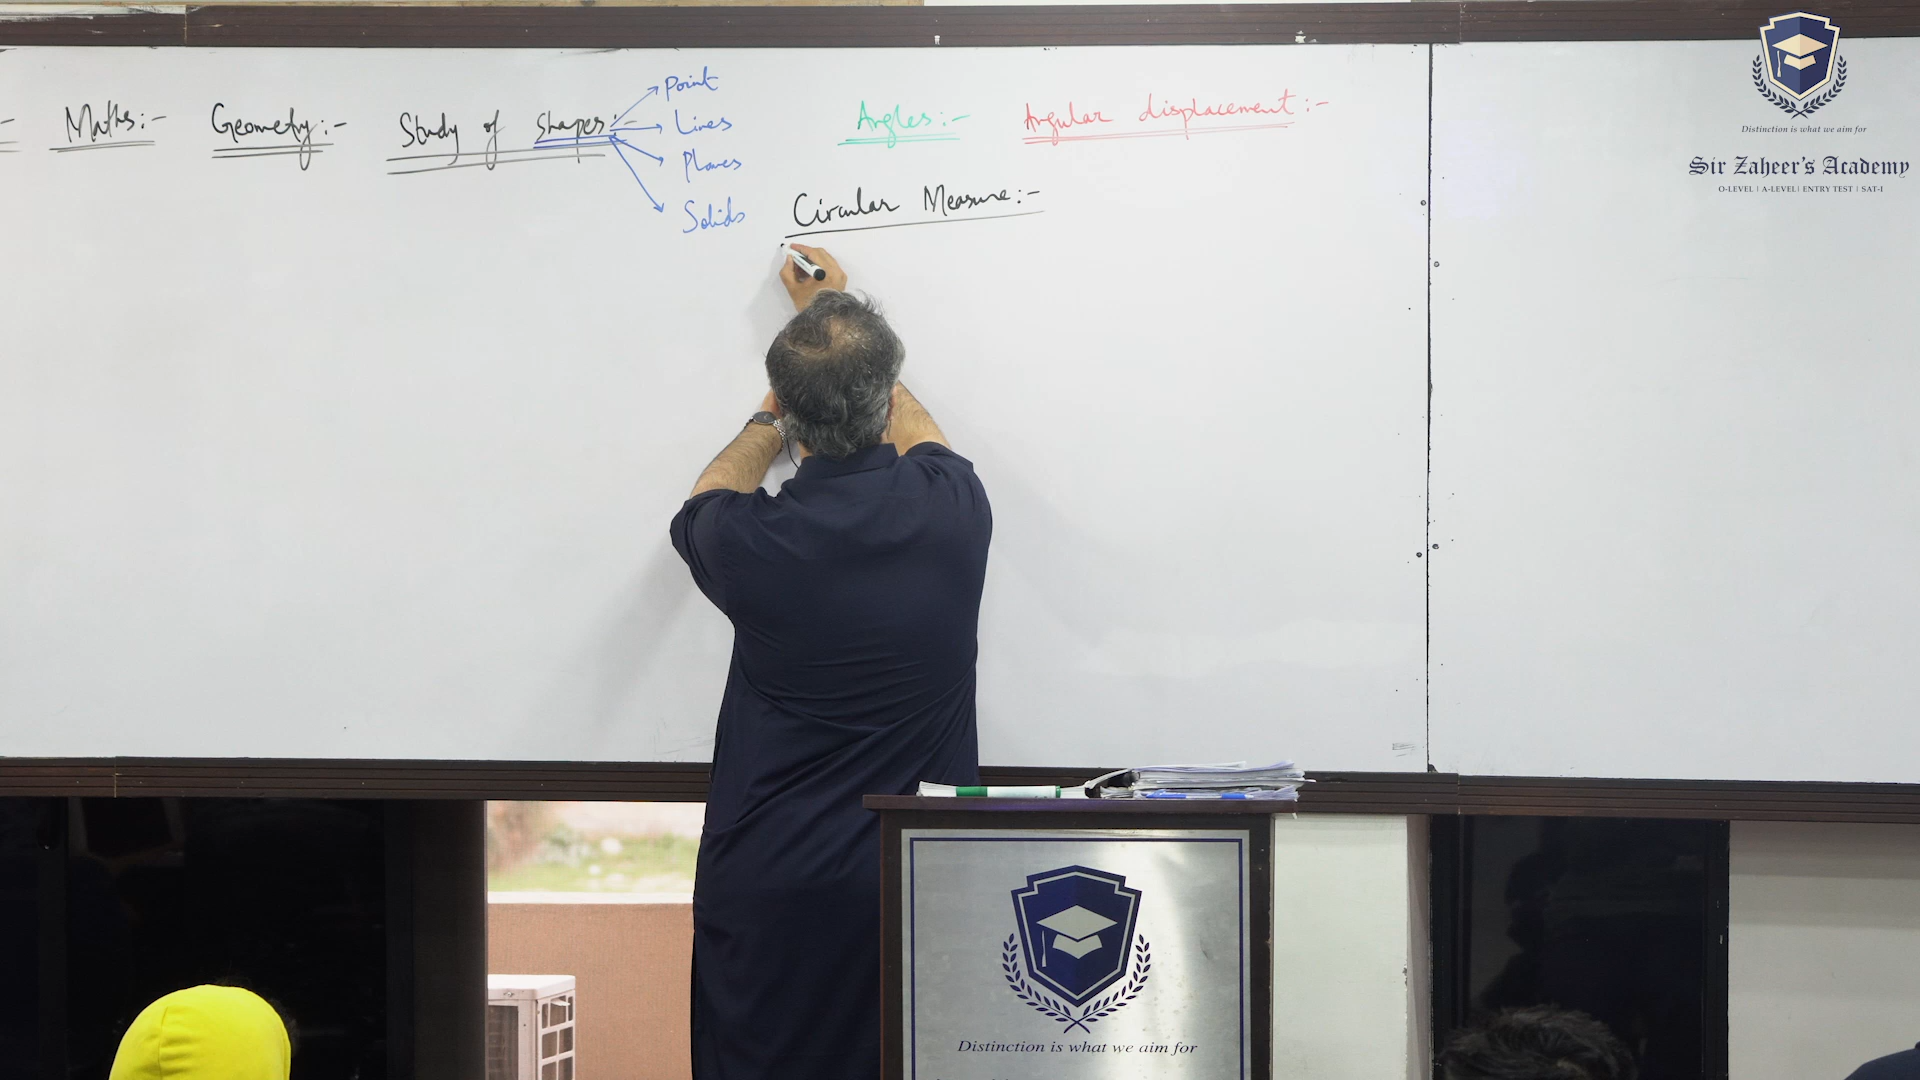 Maths:-
Geometry:-
Study of Shapes:-
Point
Lines
Planes
Solids
Angles:-
Angular displacement:-
Circular Measure:-
Distinction is what we aim for
Sir Zaheer's Academy
O-LEVEL | A-LEVEL | ENTRY TEST | SAT-I
Distinction is what we aim for